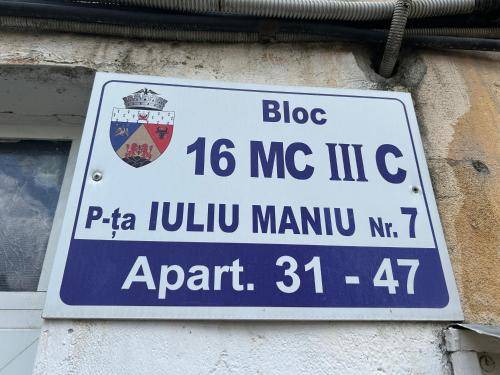 Bloc
16 MC III C
P-ța IULIU MANIU Nr. 7
Apart. 31 - 47